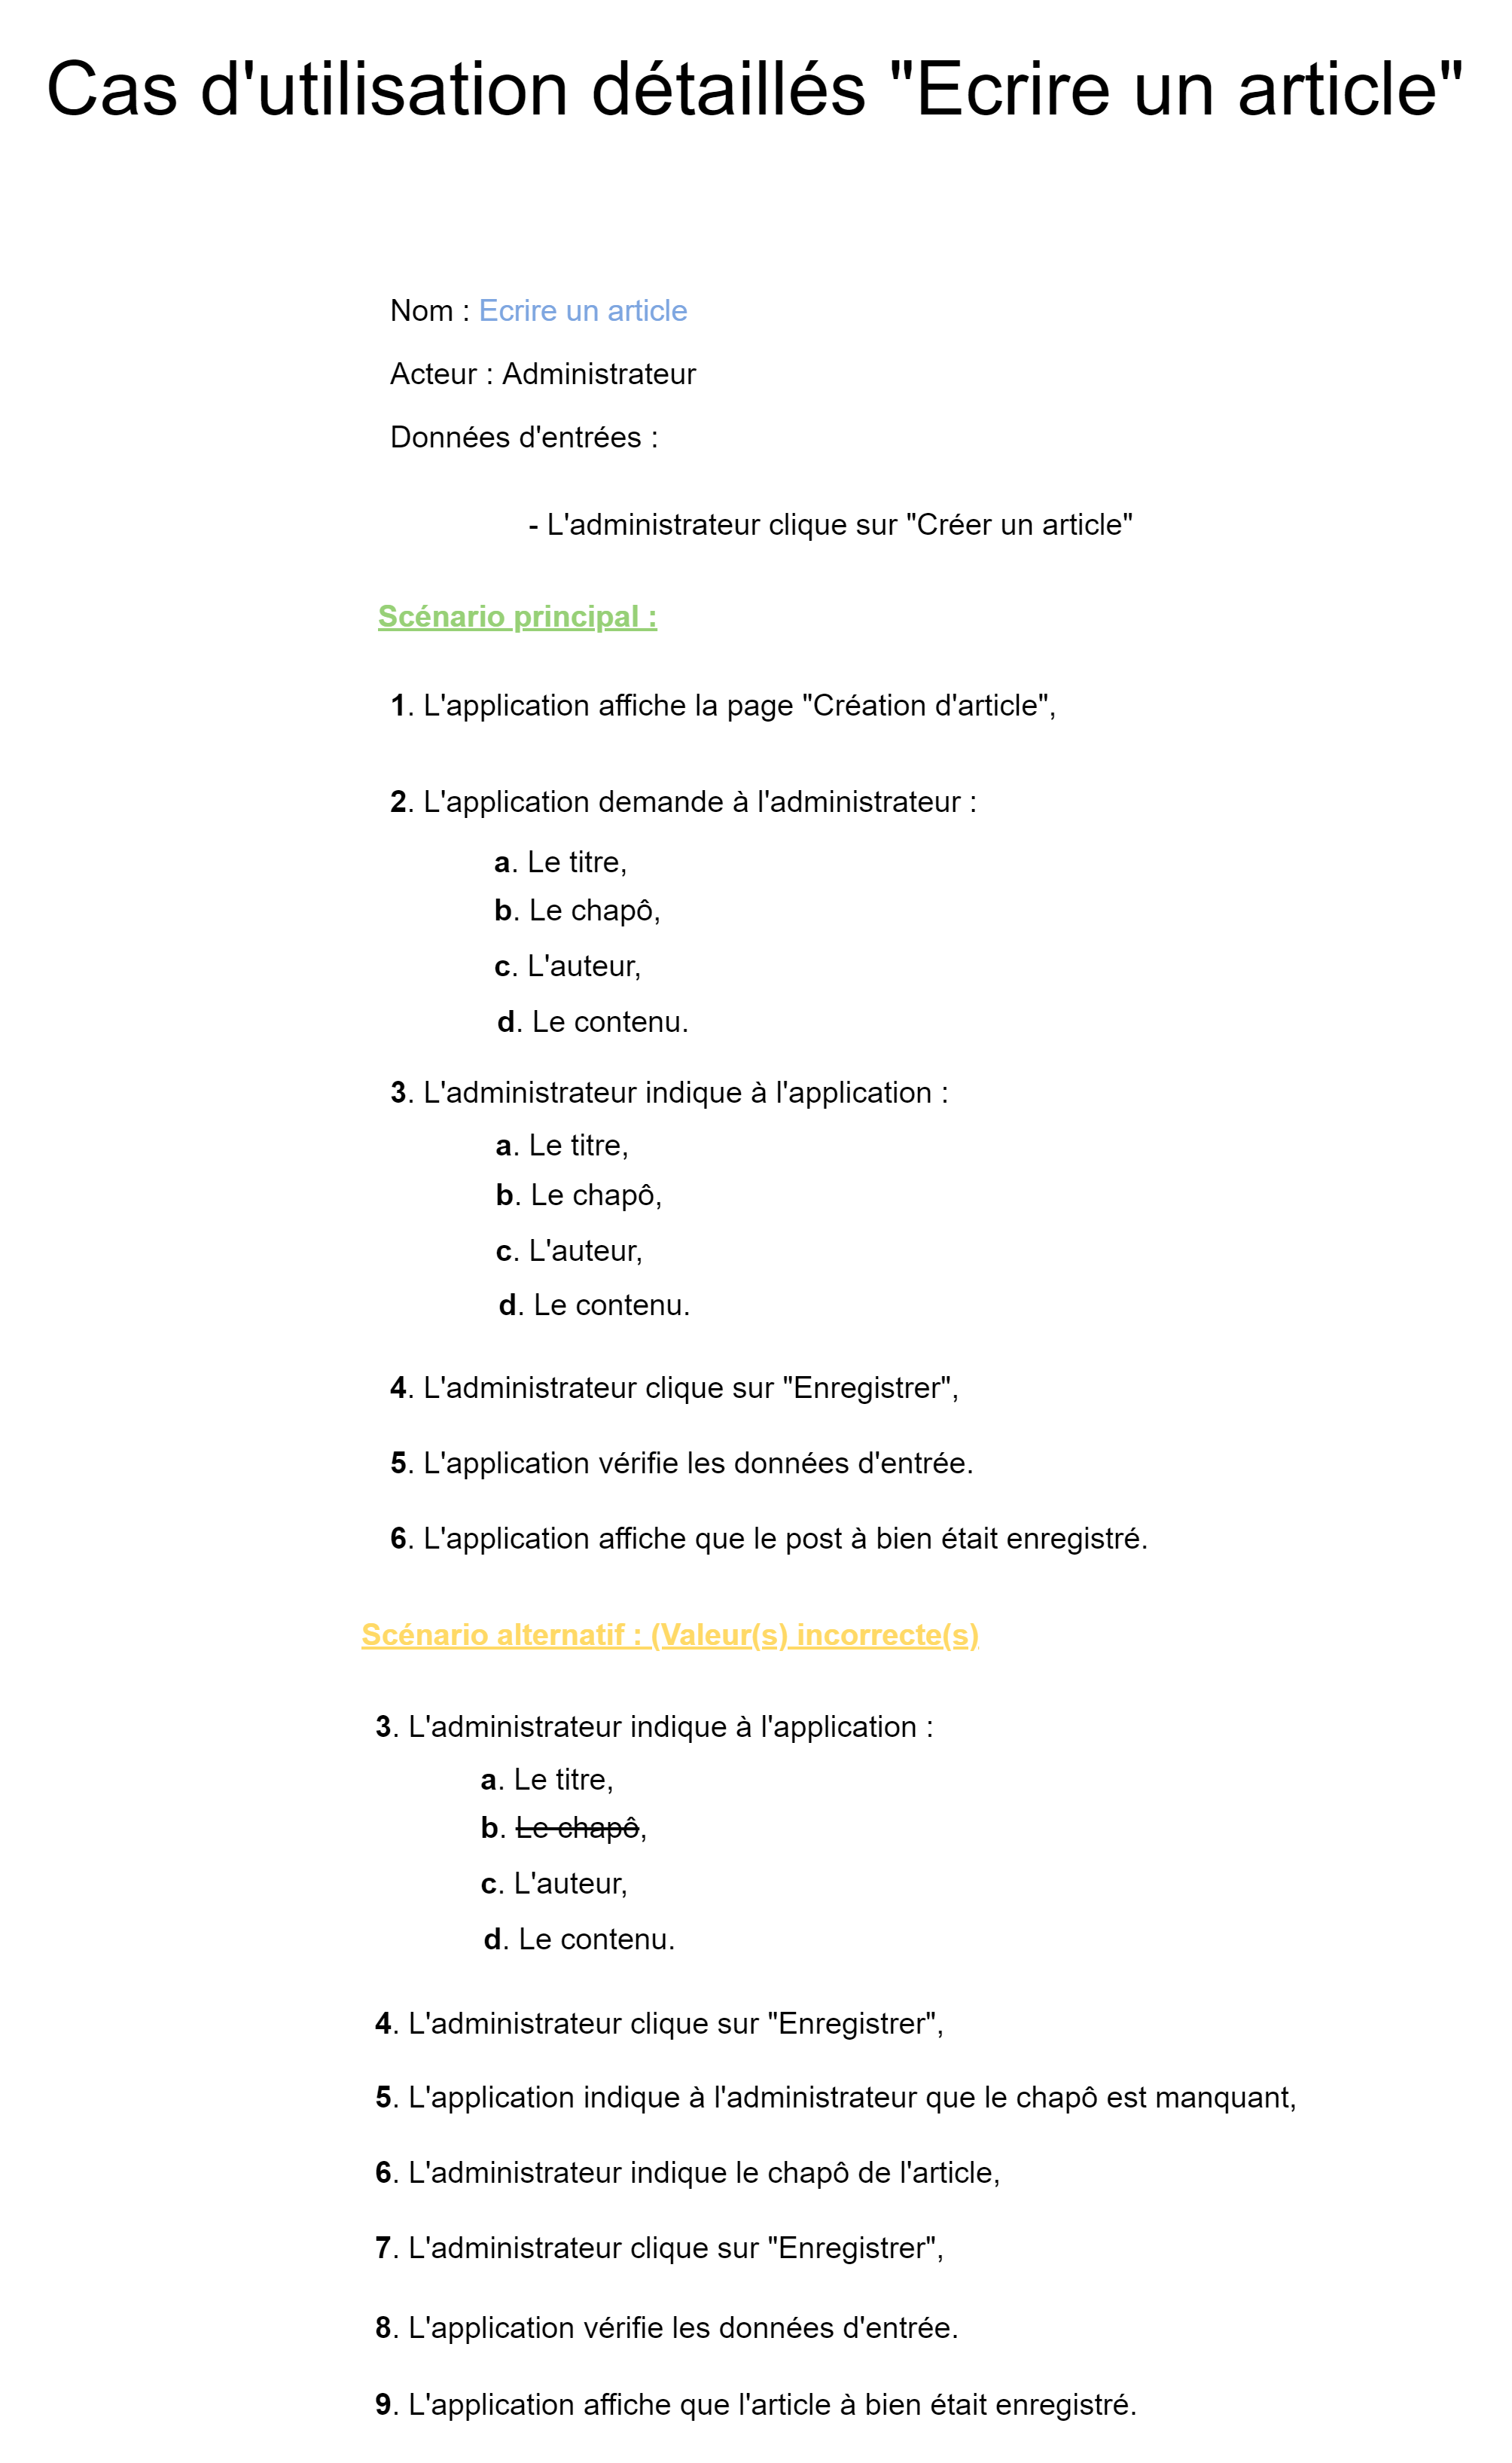 Cas d'utilisation détaillés "Ecrire un article"
Nom : Ecrire un article
Acteur : Administrateur
Données d'entrées :
- L'administrateur clique sur "Créer un article"
Scénario principal :
1. L'application affiche la page "Création d'article",
2. L'application demande à l'administrateur :
a. Le titre,
b. Le chapô,
c. L'auteur,
d. Le contenu.
3. L'administrateur indique à l'application :
a. Le titre,
b. Le chapô,
c. L'auteur,
d. Le contenu.
4. L'administrateur clique sur "Enregistrer",
5. L'application vérifie les données d'entrée.
6. L'application affiche que le post à bien était enregistré.
Scénario alternatif : (Valeur(s) incorrecte(s)
3. L'administrateur indique à l'application :
a. Le titre,
b. Le chapô,
c. L'auteur,
d. Le contenu.
4. L'administrateur clique sur "Enregistrer",
5. L'application indique à l'administrateur que le chapô est manquant,
6. L'administrateur indique le chapô de l'article,
7. L'administrateur clique sur "Enregistrer",
8. L'application vérifie les données d'entrée.
9. L'application affiche que l'article à bien était enregistré.